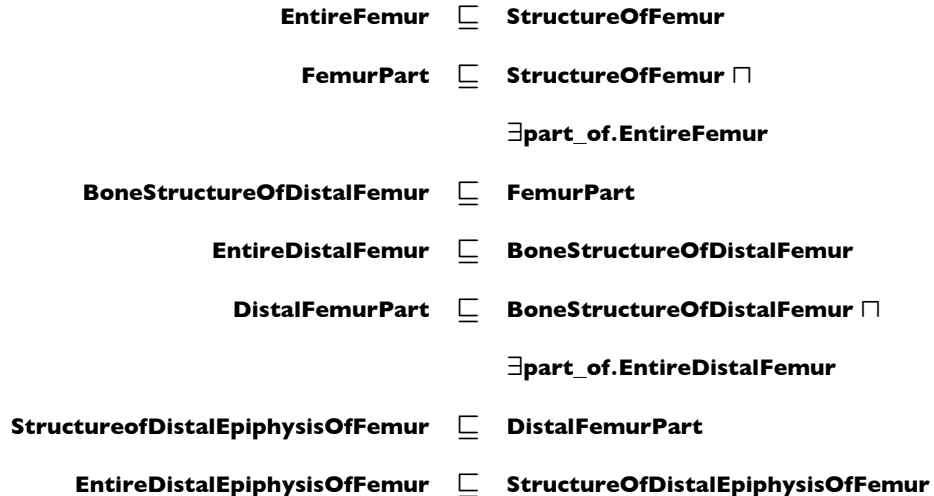 EntireFemur ⊑ StructureOfFemur
FemurPart ⊑ StructureOfFemur ⊓
∃part_of.EntireFemur
BoneStructureOfDistalFemur ⊑ FemurPart
EntireDistalFemur ⊑ BoneStructureOfDistalFemur
DistalFemurPart ⊑ BoneStructureOfDistalFemur ⊓
∃part_of.EntireDistalFemur
StructureofDistalEpiphysisOfFemur ⊑ DistalFemurPart
EntireDistalEpiphysisOfFemur ⊑ StructureOfDistalEpiphysisOfFemur